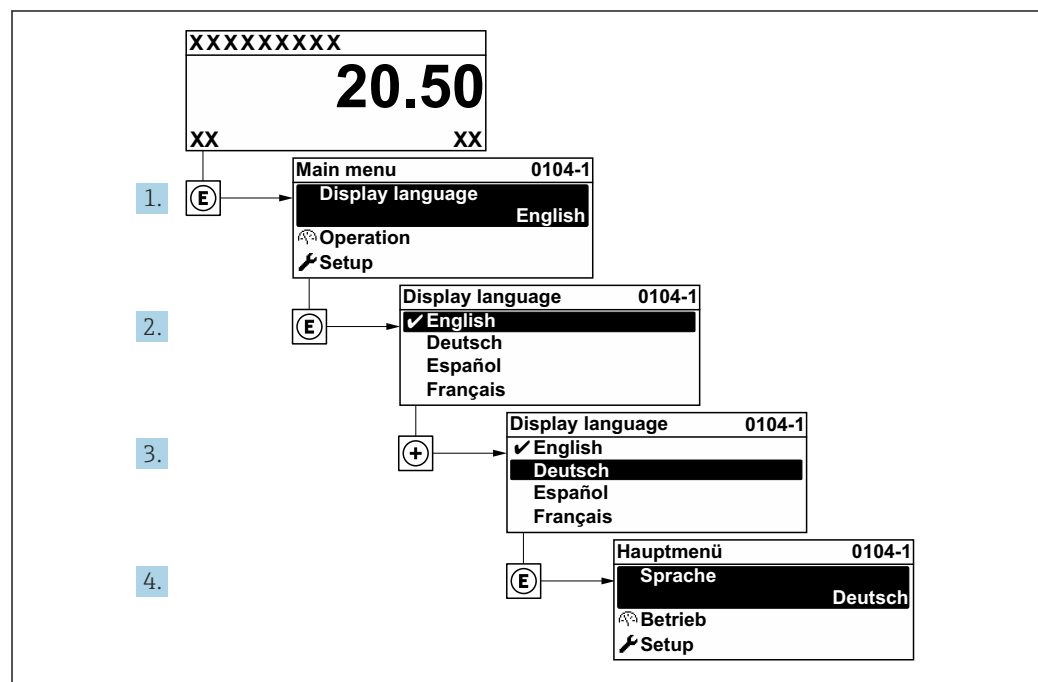 XXXXXXXXX
20.50
XX XX
Main menu 0104-1
1. E Display language
English
Operation
Setup
Display language 0104-1
2. E ✔ English
Deutsch
Español
Français
Display language 0104-1
3. + ✔ English
Deutsch
Español
Français
Hauptmenü 0104-1
4. E Sprache
Deutsch
Betrieb
Setup